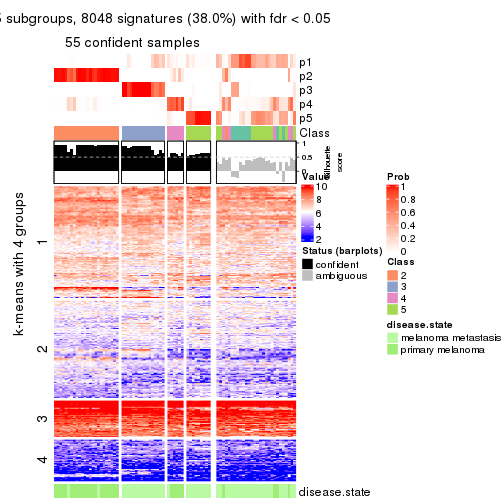 5 subgroups, 8048 signatures (38.0%) with fdr < 0.05
55 confident samples
p1
p2
p3
p4
p5
Class
1
0.5
0
Silhouette
score
k-means with 4 groups
1
2
3
4
disease.state
Value
10
8
6
4
2
Status (barplots)
confident
ambiguous
Prob
1
0.8
0.6
0.4
0.2
0
Class
2
3
4
5
disease.state
melanoma metastasis
primary melanoma